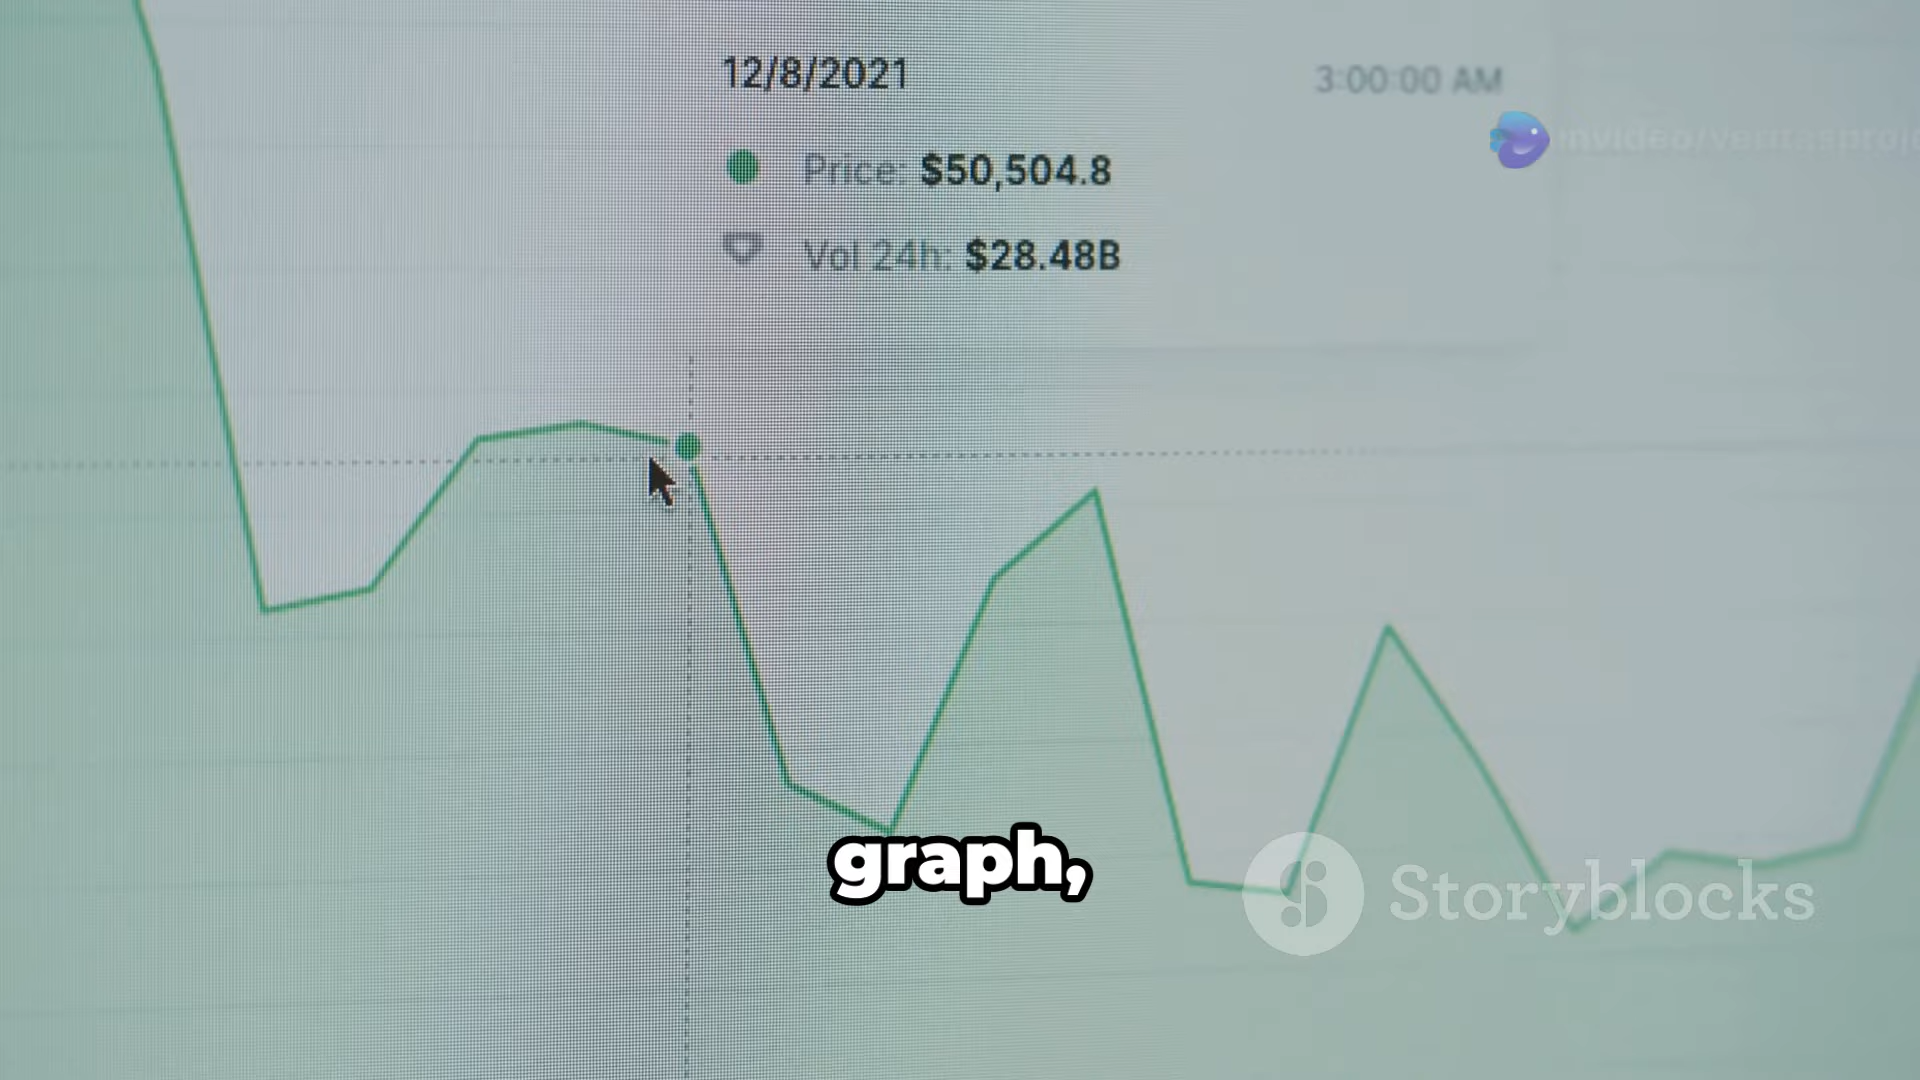 12/8/2021
3:00:00 AM
Price: $50,504.8
Vol 24h: $28.48B
graph,
Storyblocks